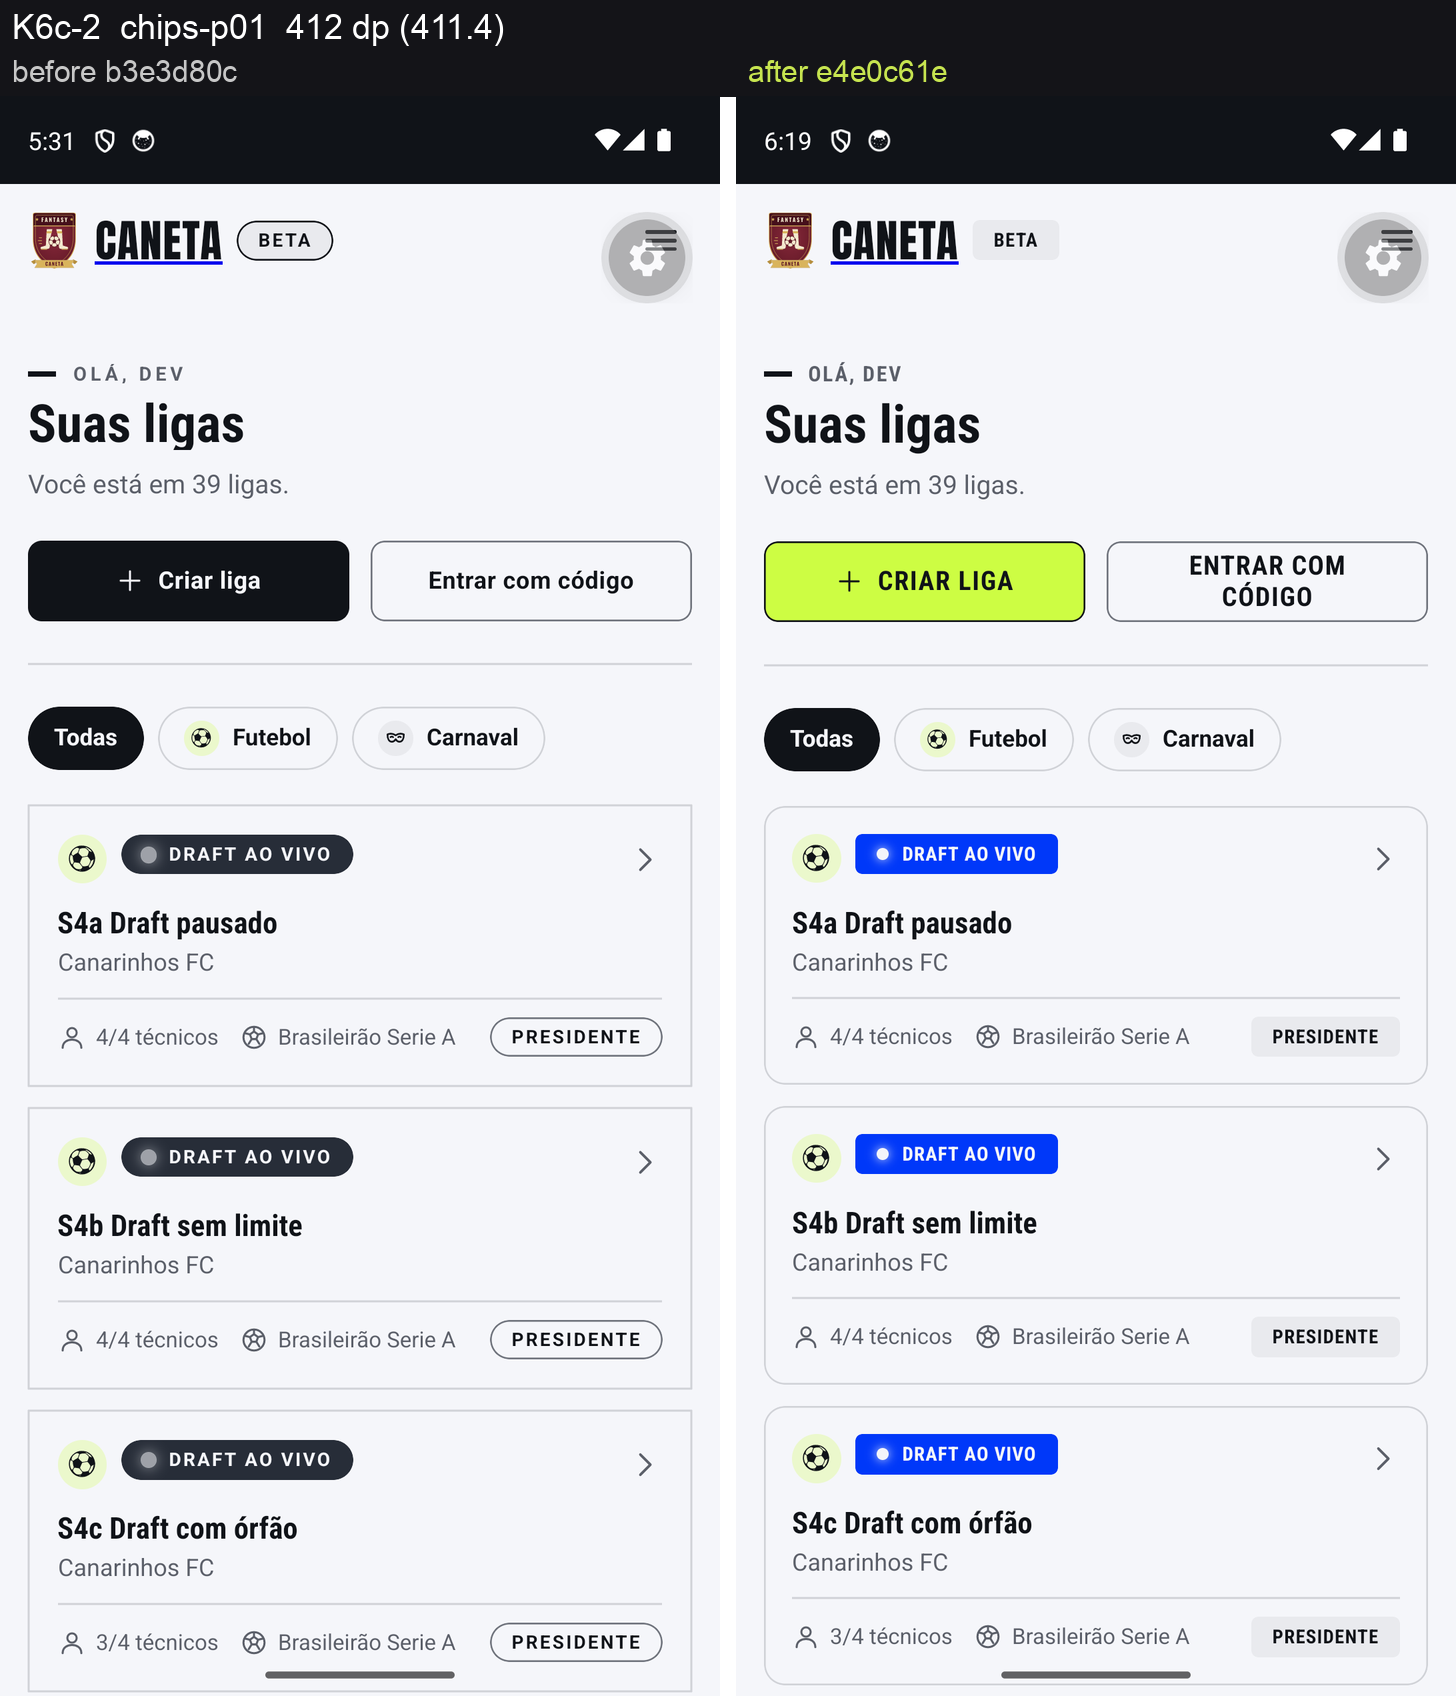 K6c-2 chips-p01 412 dp (411.4)
before b3e3d80c
after e4e0c61e
5:31
FANTASY
CANETA
CANETA
BETA
OLÁ, DEV
Suas ligas
Você está em 39 ligas.
Criar liga
Entrar com código
Todas
Futebol
Carnaval
DRAFT AO VIVO
S4a Draft pausado
Canarinhos FC
4/4 técnicos
Brasileirão Serie A
PRESIDENTE
DRAFT AO VIVO
S4b Draft sem limite
Canarinhos FC
4/4 técnicos
Brasileirão Serie A
PRESIDENTE
DRAFT AO VIVO
S4c Draft com órfão
Canarinhos FC
3/4 técnicos
Brasileirão Serie A
PRESIDENTE
6:19
FANTASY
CANETA
CANETA
BETA
OLÁ, DEV
Suas ligas
Você está em 39 ligas.
CRIAR LIGA
ENTRAR COM
CÓDIGO
Todas
Futebol
Carnaval
DRAFT AO VIVO
S4a Draft pausado
Canarinhos FC
4/4 técnicos
Brasileirão Serie A
PRESIDENTE
DRAFT AO VIVO
S4b Draft sem limite
Canarinhos FC
4/4 técnicos
Brasileirão Serie A
PRESIDENTE
DRAFT AO VIVO
S4c Draft com órfão
Canarinhos FC
3/4 técnicos
Brasileirão Serie A
PRESIDENTE